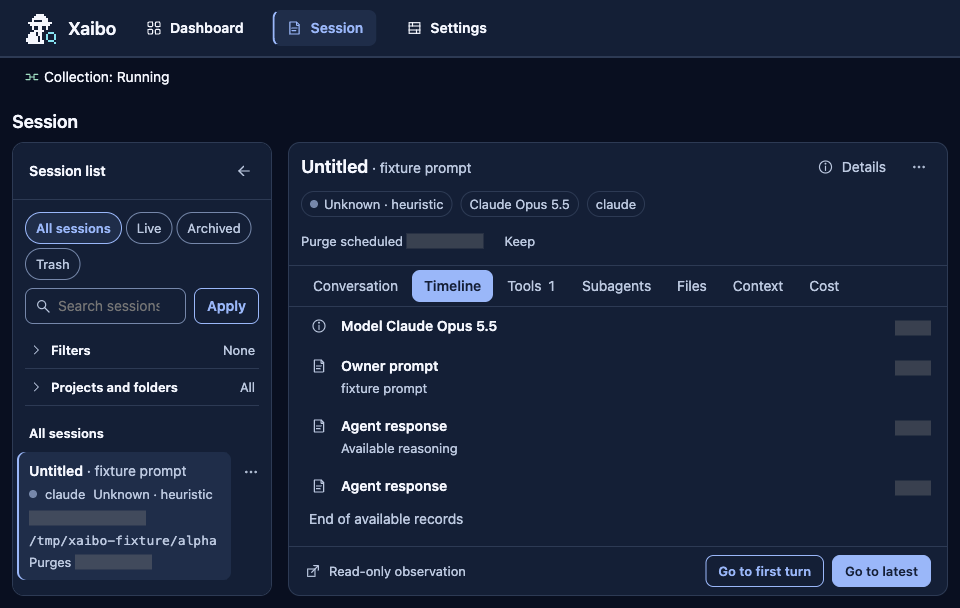 Xaibo
Dashboard
Session
Settings
Collection: Running
Session
Session list
All sessions
Live
Archived
Trash
Search sessions
Apply
Filters None
Projects and folders All
All sessions
Untitled · fixture prompt
claude Unknown · heuristic
/tmp/xaibo-fixture/alpha
Purges
Untitled · fixture prompt
Details
Unknown · heuristic
Claude Opus 5.5
claude
Purge scheduled
Keep
Conversation
Timeline
Tools 1
Subagents
Files
Context
Cost
Model Claude Opus 5.5
Owner prompt
fixture prompt
Agent response
Available reasoning
Agent response
End of available records
Read-only observation
Go to first turn
Go to latest